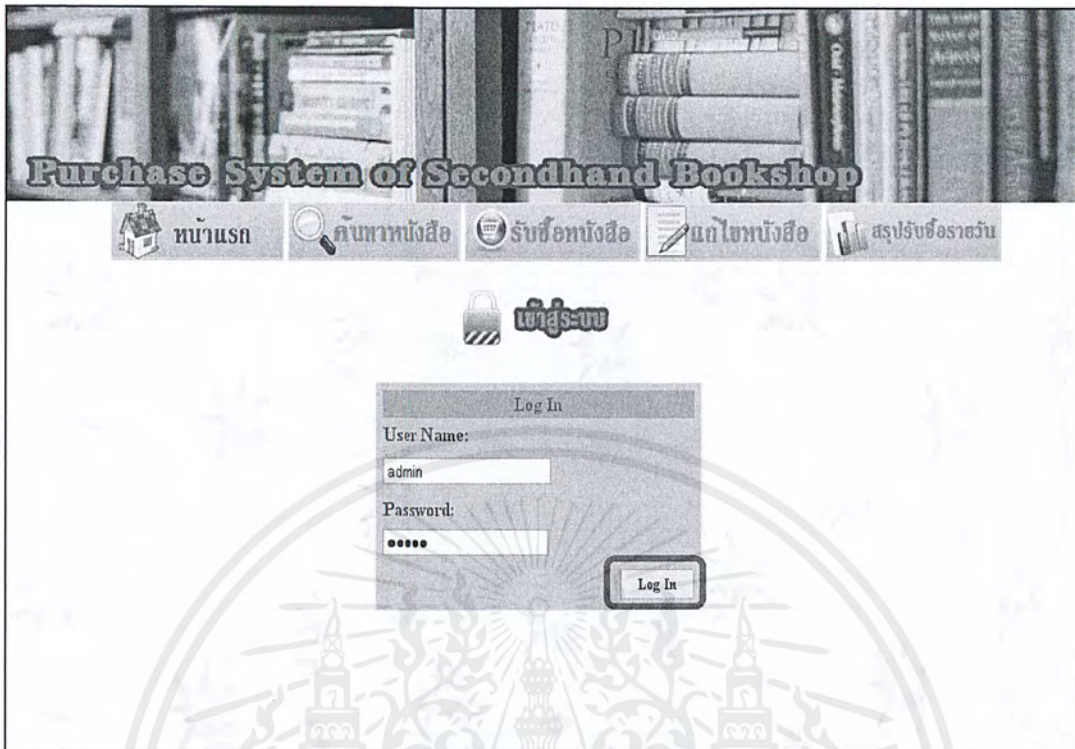 Purchase System of Secondhand Bookshop
หน้าแรก ค้นหาหนังสือ รับซื้อหนังสือ แก้ไขหนังสือ สรุปรับซื้อรายวัน
เข้าสู่ระบบ
Log In
User Name:
admin
Password:
•••••
Log In